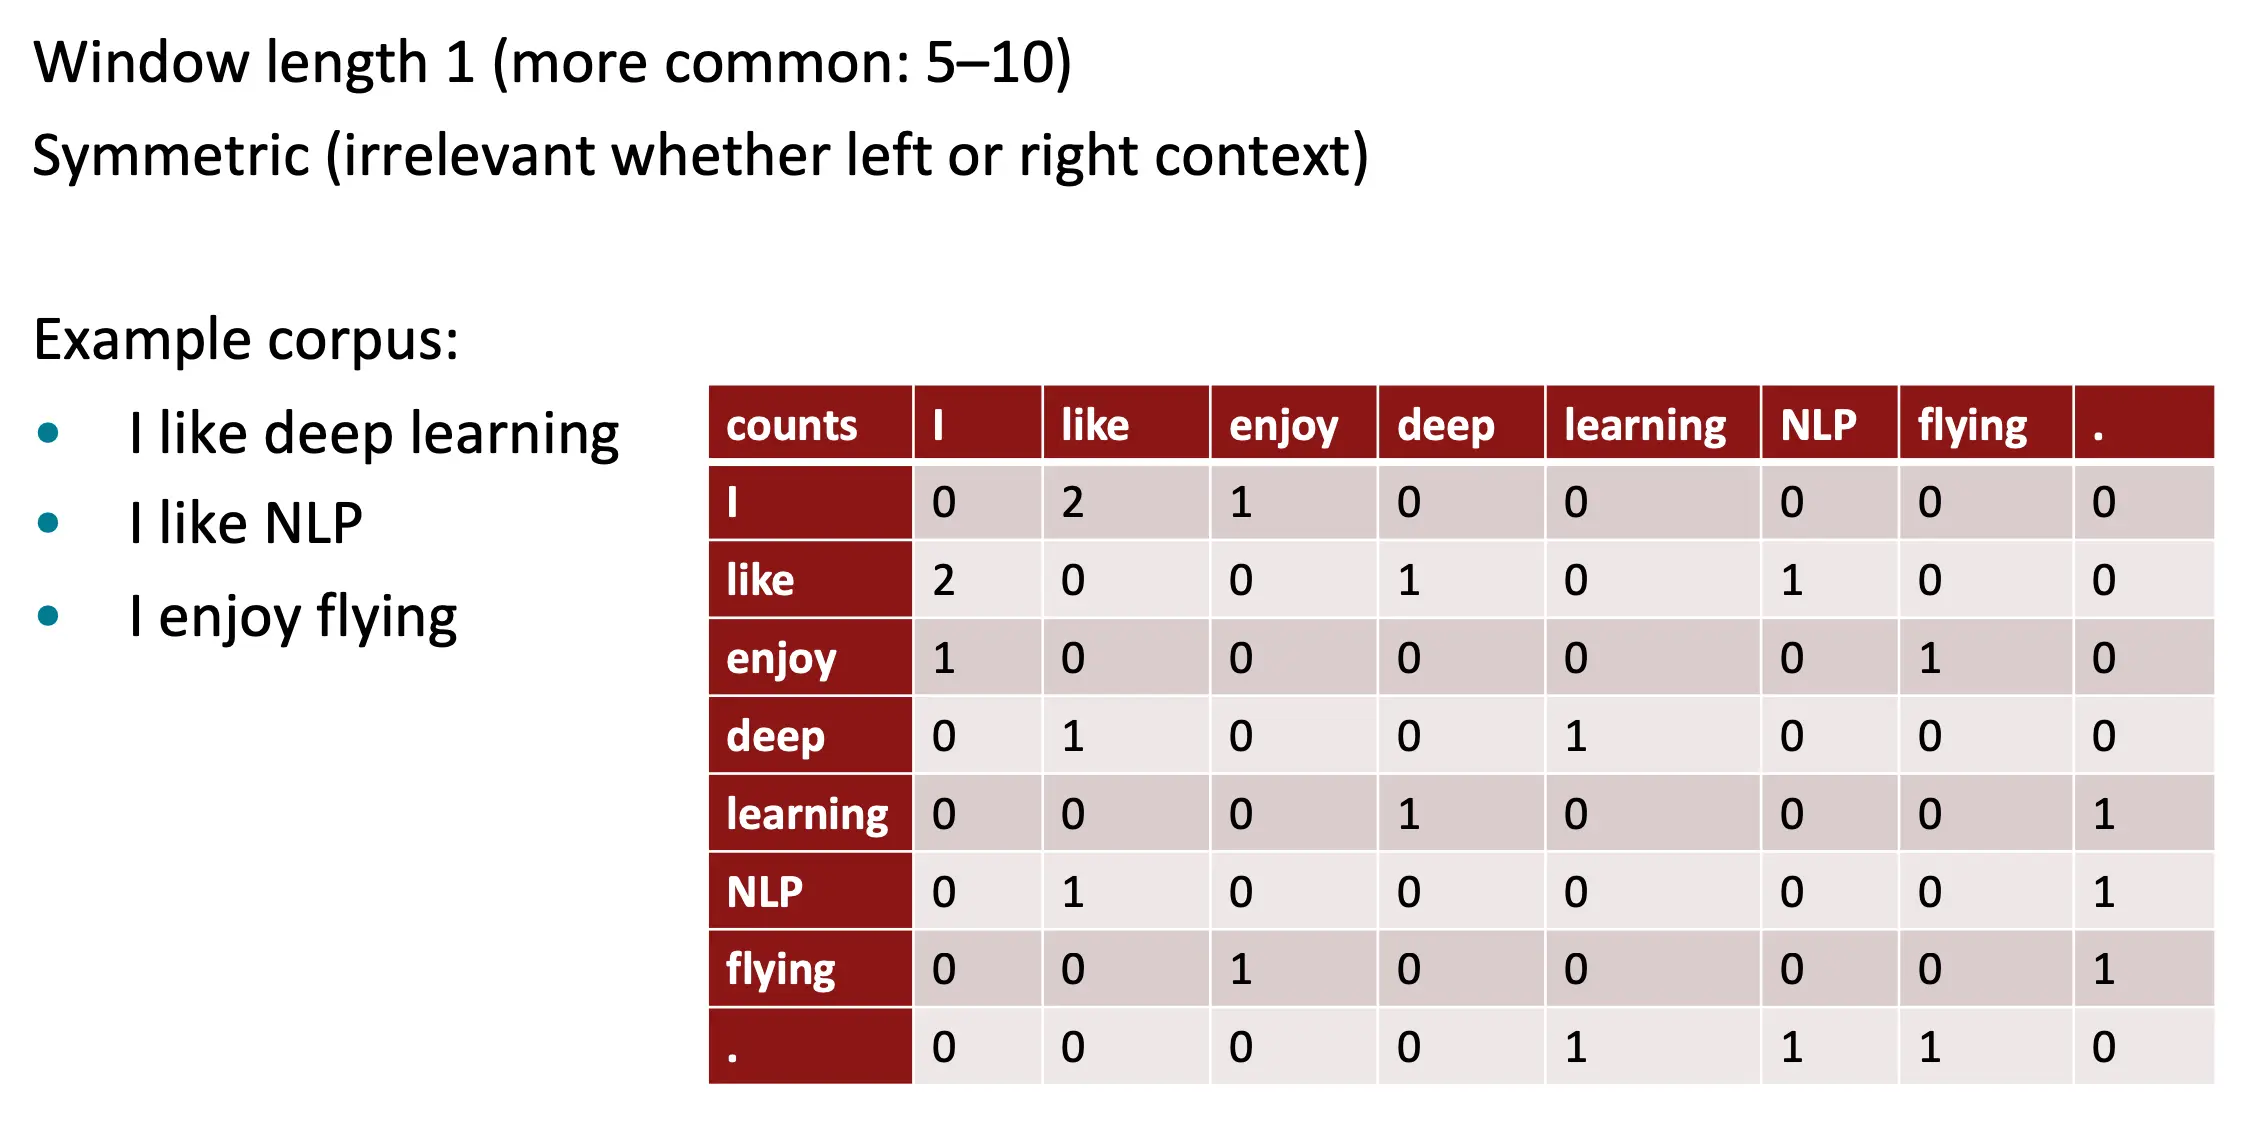 Window length 1 (more common: 5–10)
Symmetric (irrelevant whether left or right context)
Example corpus:
• I like deep learning
• I like NLP
• I enjoy flying
counts I like enjoy deep learning NLP flying .
I 0 2 1 0 0 0 0 0
like 2 0 0 1 0 1 0 0
enjoy 1 0 0 0 0 0 1 0
deep 0 1 0 0 1 0 0 0
learning 0 0 0 1 0 0 0 1
NLP 0 1 0 0 0 0 0 1
flying 0 0 1 0 0 0 0 1
. 0 0 0 0 1 1 1 0